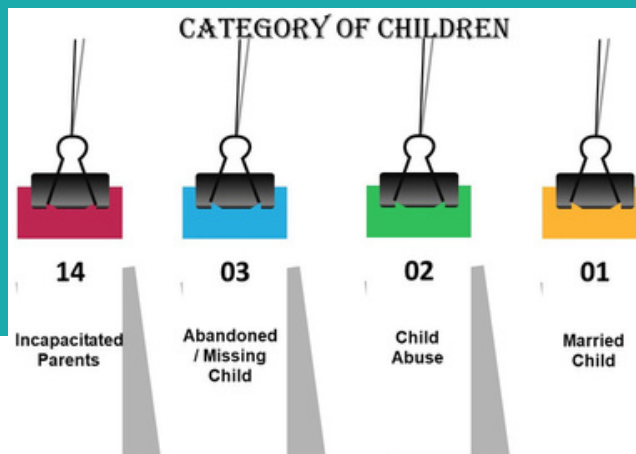 CATEGORY OF CHILDREN
14
Incapacitated
Parents
03
Abandoned
/ Missing
Child
02
Child
Abuse
01
Married
Child